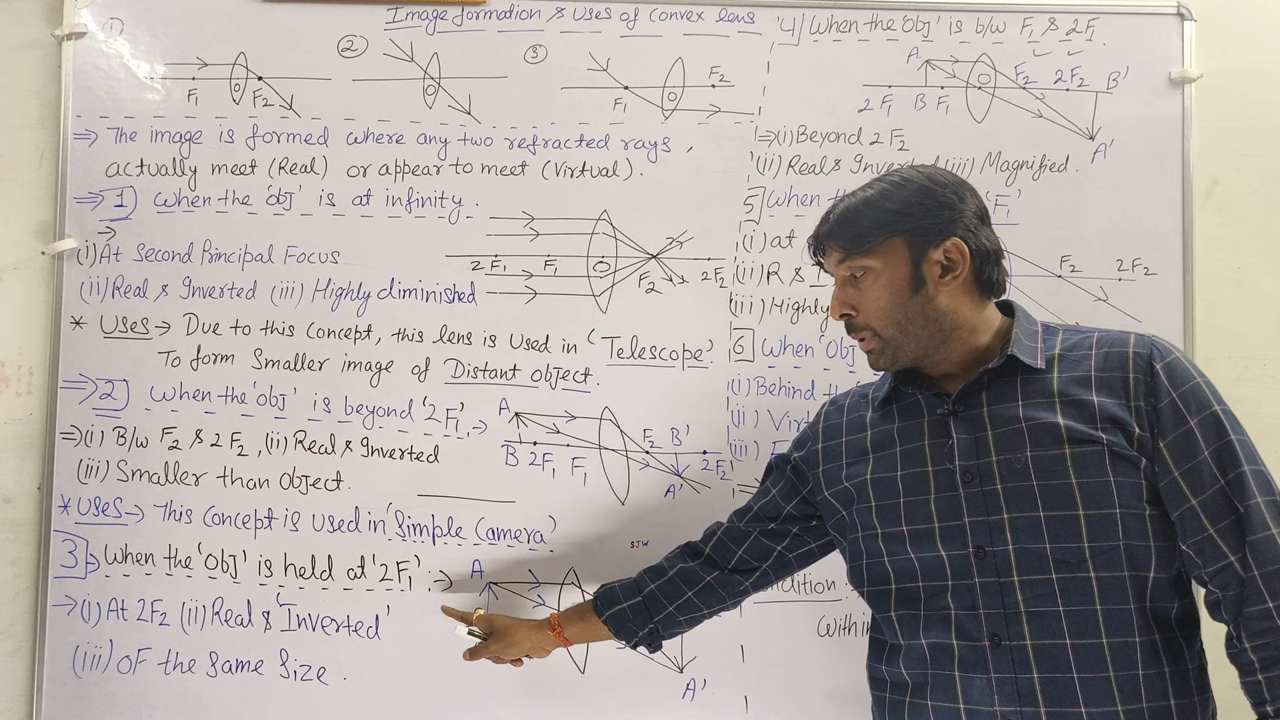 Image formation & Uses of Convex lens
1)
F1 O F2
2
O
3
F1 O F2
⇒ The image is formed where any two refracted rays,
actually meet (Real) or appear to meet (Virtual).
⇒ 1) When the 'obj' is at infinity.
(i) At Second Principal Focus
(ii) Real & Inverted (iii) Highly diminished
2F1 F1 O F2 2F2
* Uses → Due to this concept, this lens is used in 'Telescope'.
To form smaller image of Distant object.
⇒ 2) When the 'obj' is beyond '2F1'. →
⇒ (i) B/w F2 & 2F2, (ii) Real & Inverted
(iii) Smaller than Object.
A
B 2F1 F1 F2 B' 2F2
A'
* Uses → This Concept is used in 'Simple Camera'
SJW
3 → When the 'obj' is held at '2F1' : →
→ (i) At 2F2 (ii) Real & 'Inverted'
(iii) OF the Same Size.
A
A'
4) When the 'Obj' is b/w F1 & 2F1.
A
2F1 B F1 O F2 2F2 B'
A'
⇒ (i) Beyond 2F2
(ii) Real & (iii) Magnified.
5 When 'F1'
(i) at
(ii) R &
(iii) Highly
F2 2F2
6 When 'Obj
(i) Behind
(ii)
(iii)